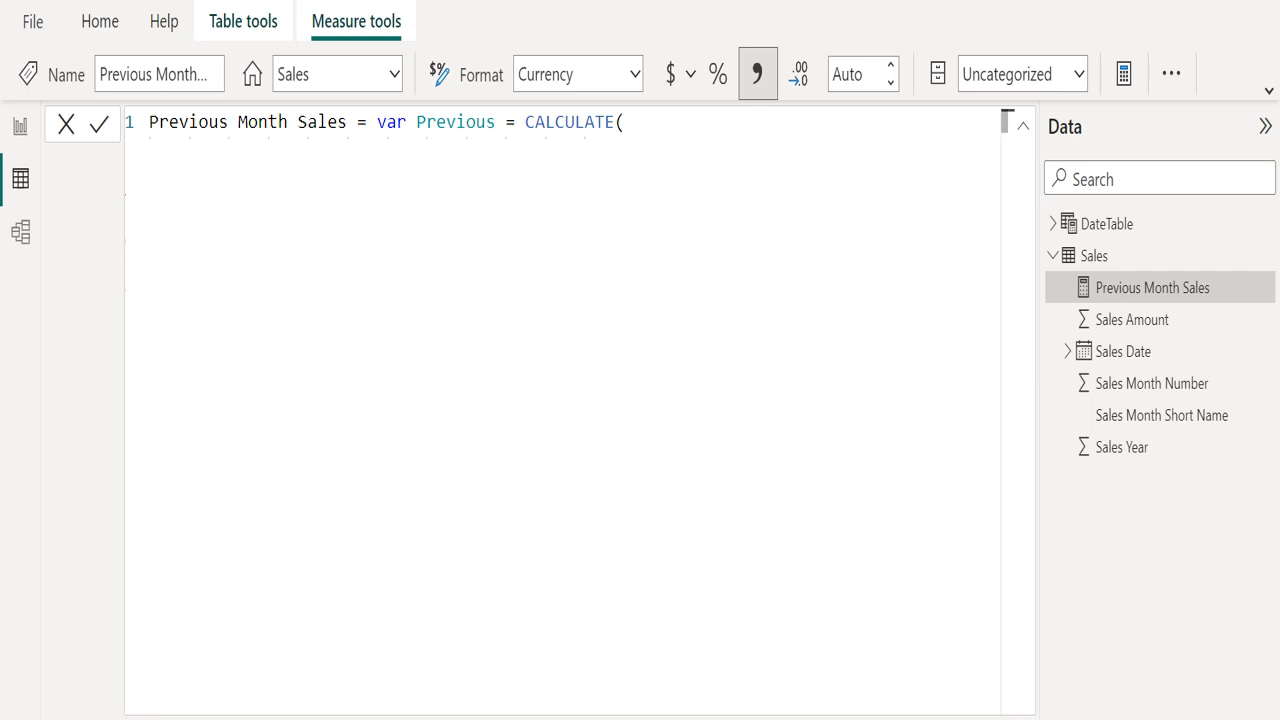 File Home Help Table tools Measure tools
Name Previous Month... Sales Format Currency $ % , .00 .0 Auto Uncategorized ...
1 Previous Month Sales = var Previous = CALCULATE(
Data
Search
DateTable
Sales
Previous Month Sales
Sales Amount
Sales Date
Sales Month Number
Sales Month Short Name
Sales Year